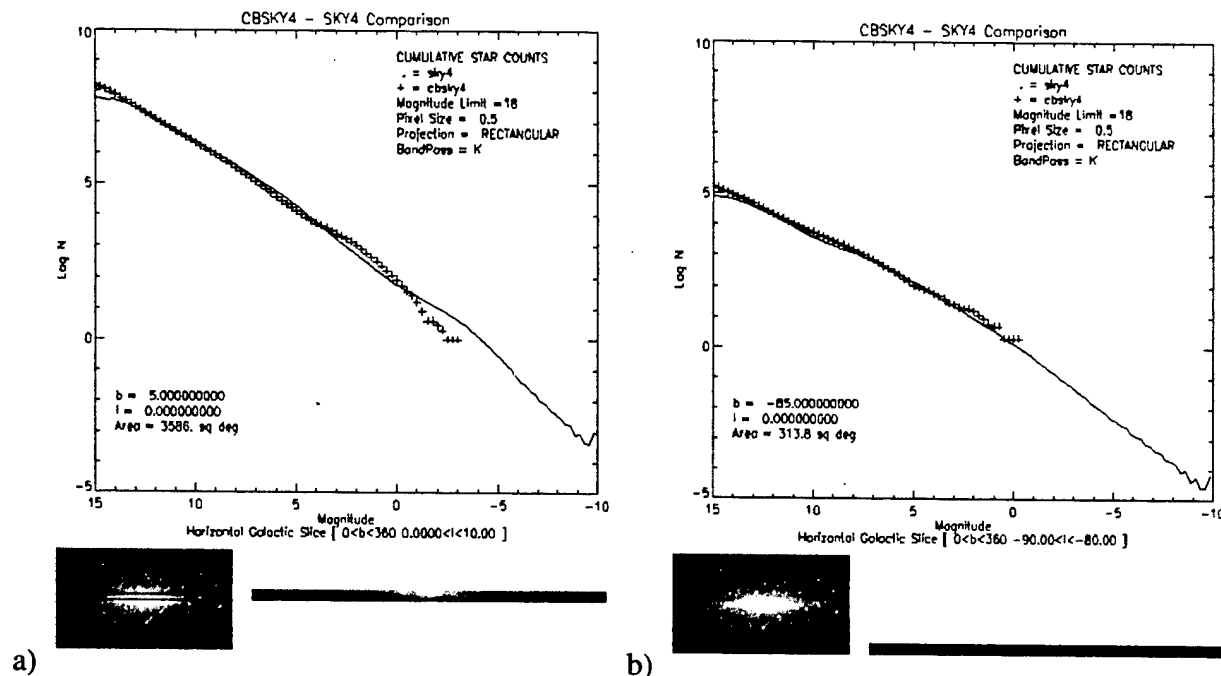 CBSKY4 - SKY4 Comparison
10
5
0
-5
Log N
CUMULATIVE STAR COUNTS
. = sky4
+ = cbsky4
Magnitude Limit =18
Pixel Size = 0.5
Projection = RECTANGULAR
BandPass = K
b = 5.000000000
l = 0.000000000
Area = 3586. sq deg
15 10 5 0 -5 -10
Magnitude
Horizontal Galactic Slice [ 0<b<360 0.0000<l<10.00 ]
a)
CBSKY4 - SKY4 Comparison
10
5
0
-5
Log N
CUMULATIVE STAR COUNTS
. = sky4
+ = cbsky4
Magnitude Limit =18
Pixel Size = 0.5
Projection = RECTANGULAR
BandPass = K
b = -85.000000000
l = 0.000000000
Area = 313.8 sq deg
15 10 5 0 -5 -10
Magnitude
Horizontal Galactic Slice [ 0<b<360 -90.00<l<-80.00 ]
b)